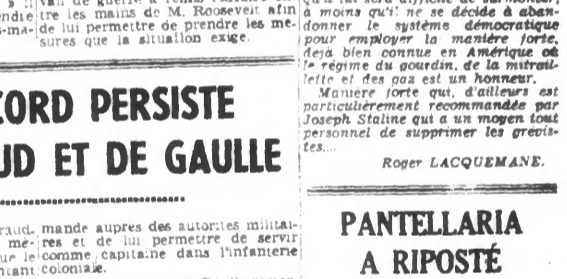 tre les mains de M. Roosevelt afin
de lui permettre de prendre les me-
sures que la situation exige.
CORD PERSISTE
UD ET DE GAULLE
mande auprès des autorites militai-
res et de lui permettre de servir
comme capitaine dans l'infanterie
coloniale.
à moins qu'il ne se décide à aban-
donner le système démocratique
pour employer la manière forte,
déjà bien connue en Amérique où
le régime du gourdin, de la mitrail-
lette et des gaz est un honneur.
Manière forte qui, d'ailleurs est
particulièrement recommandée par
Joseph Staline qui a un moyen tout
personnel de supprimer les grévis-
tes....
Roger LACQUEMANE.
PANTELLARIA
A RIPOSTÉ